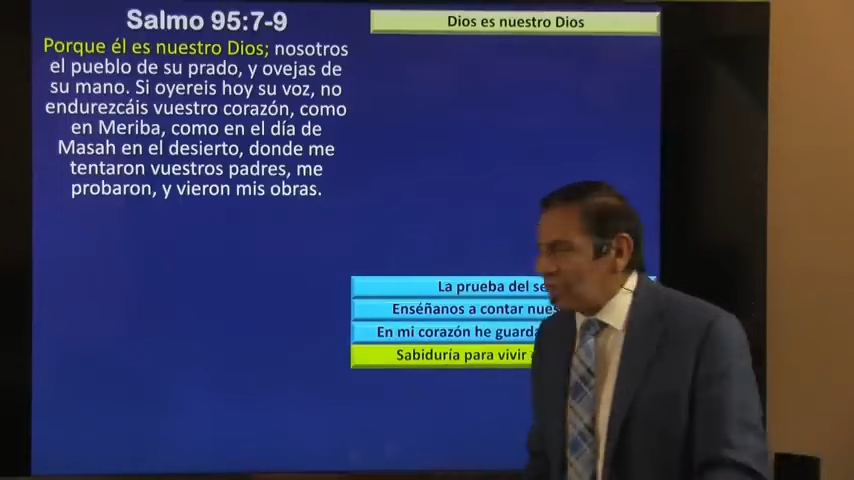 Salmo 95:7-9
Porque él es nuestro Dios; nosotros
el pueblo de su prado, y ovejas de
su mano. Si oyereis hoy su voz, no
endurezcáis vuestro corazón, como
en Meriba, como en el día de
Masah en el desierto, donde me
tentaron vuestros padres, me
probaron, y vieron mis obras.
Dios es nuestro Dios
La prueba del
Enséñanos a contar
En mi corazón he
Sabiduría para vivir